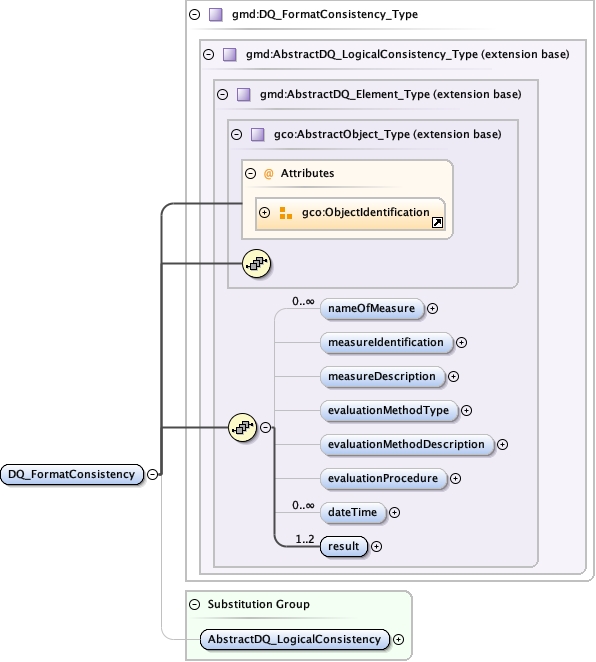 gmd:DQ_FormatConsistency_Type
gmd:AbstractDQ_LogicalConsistency_Type (extension base)
gmd:AbstractDQ_Element_Type (extension base)
gco:AbstractObject_Type (extension base)
@ Attributes
gco:ObjectIdentification
0..∞
nameOfMeasure
measureIdentification
measureDescription
evaluationMethodType
evaluationMethodDescription
evaluationProcedure
0..∞
dateTime
1..2
result
DQ_FormatConsistency
Substitution Group
AbstractDQ_LogicalConsistency